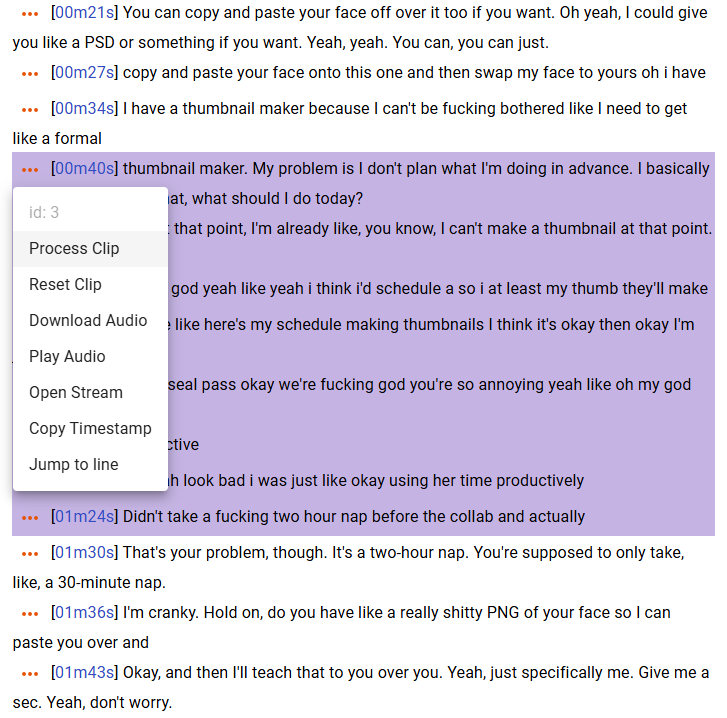 ••• [00m21s] You can copy and paste your face off over it too if you want. Oh yeah, I could give
you like a PSD or something if you want. Yeah, yeah. You can, you can just.
••• [00m27s] copy and paste your face onto this one and then swap my face to yours oh i have
••• [00m34s] I have a thumbnail maker because I can't be fucking bothered like I need to get
like a formal
••• [00m40s] thumbnail maker. My problem is I don't plan what I'm doing in advance. I basically
what, what should I do today?
id: 3
that point, I'm already like, you know, I can't make a thumbnail at that point.
Process Clip
Reset Clip
god yeah like yeah i think i'd schedule a so i at least my thumb they'll make
Download Audio
like here's my schedule making thumbnails I think it's okay then okay I'm
Play Audio
seal pass okay we're fucking god you're so annoying yeah like oh my god
Open Stream
Copy Timestamp
ctive
Jump to line
look bad i was just like okay using her time productively
••• [01m24s] Didn't take a fucking two hour nap before the collab and actually
••• [01m30s] That's your problem, though. It's a two-hour nap. You're supposed to only take,
like, a 30-minute nap.
••• [01m36s] I'm cranky. Hold on, do you have like a really shitty PNG of your face so I can
paste you over and
••• [01m43s] Okay, and then I'll teach that to you over you. Yeah, just specifically me. Give me a
sec. Yeah, don't worry.